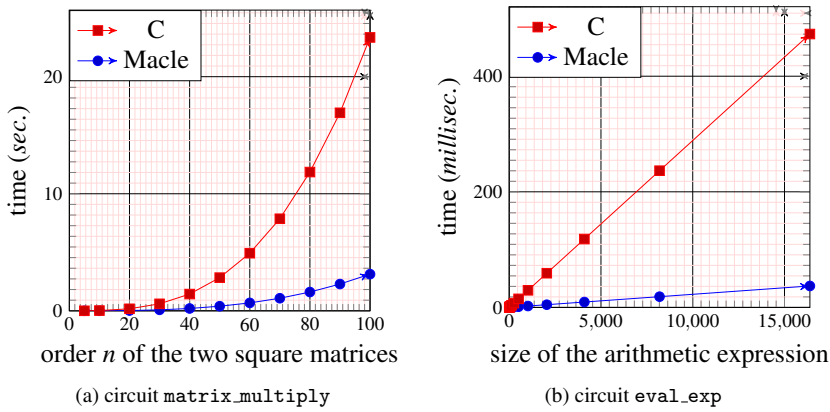 C
Macle
20
10
0
0
20
40
60
80
100
time (sec.)
order n of the two square matrices
(a) circuit matrix_multiply
C
Macle
400
200
0
0
5,000
10,000
15,000
time (millisec.)
size of the arithmetic expression
(b) circuit eval_exp